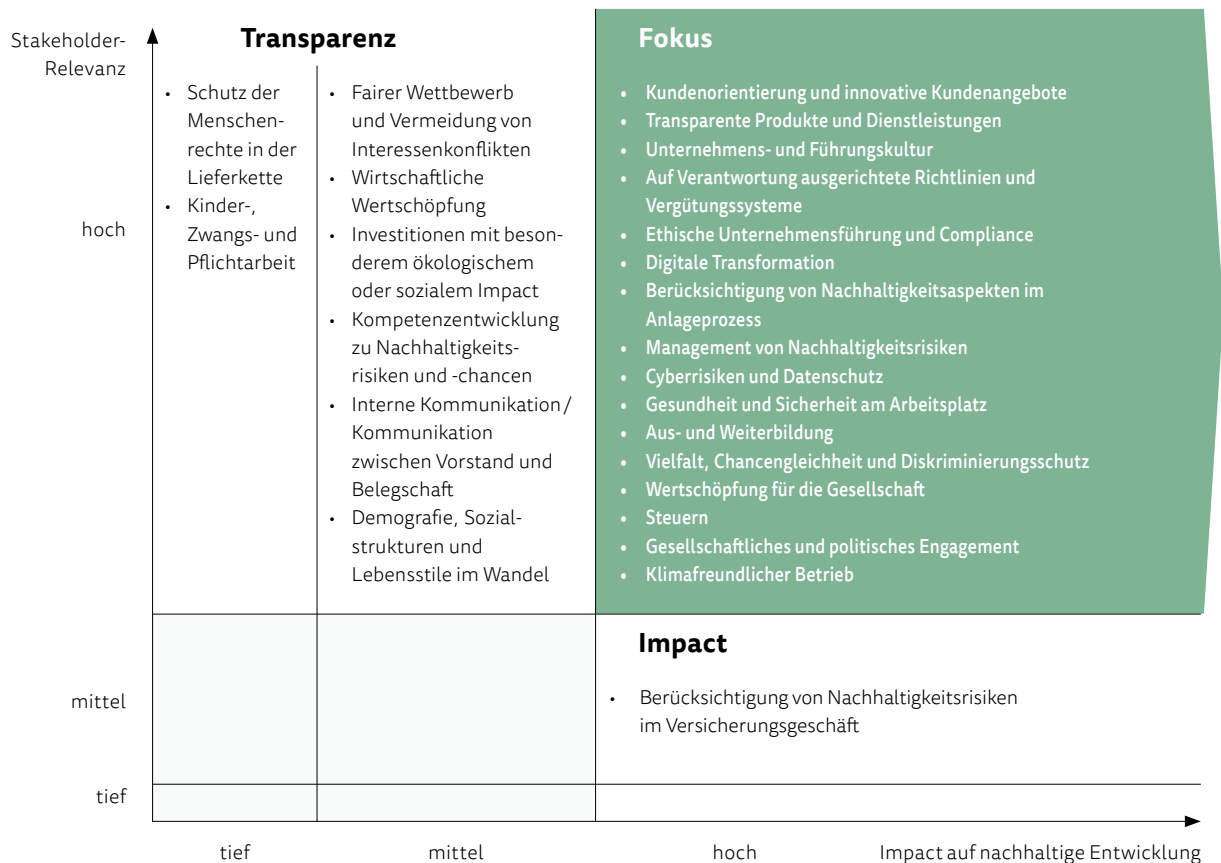 Stakeholder-
Relevanz
Transparenz
Fokus
• Schutz der
Menschen-
rechte in der
Lieferkette
• Kinder-,
Zwangs- und
Pflichtarbeit
• Fairer Wettbewerb
und Vermeidung von
Interessenkonflikten
• Wirtschaftliche
Wertschöpfung
• Investitionen mit beson-
derem ökologischem
oder sozialem Impact
• Kompetenzentwicklung
zu Nachhaltigkeits-
risiken und -chancen
• Interne Kommunikation/
Kommunikation
zwischen Vorstand und
Belegschaft
• Demografie, Sozial-
strukturen und
Lebensstile im Wandel
• Kundenorientierung und innovative Kundenangebote
• Transparente Produkte und Dienstleistungen
• Unternehmens- und Führungskultur
• Auf Verantwortung ausgerichtete Richtlinien und
Vergütungssysteme
• Ethische Unternehmensführung und Compliance
• Digitale Transformation
• Berücksichtigung von Nachhaltigkeitsaspekten im
Anlageprozess
• Management von Nachhaltigkeitsrisiken
• Cyberrisiken und Datenschutz
• Gesundheit und Sicherheit am Arbeitsplatz
• Aus- und Weiterbildung
• Vielfalt, Chancengleichheit und Diskriminierungsschutz
• Wertschöpfung für die Gesellschaft
• Steuern
• Gesellschaftliches und politisches Engagement
• Klimafreundlicher Betrieb
hoch
Impact
• Berücksichtigung von Nachhaltigkeitsrisiken
im Versicherungsgeschäft
mittel
tief
tief
mittel
hoch
Impact auf nachhaltige Entwicklung